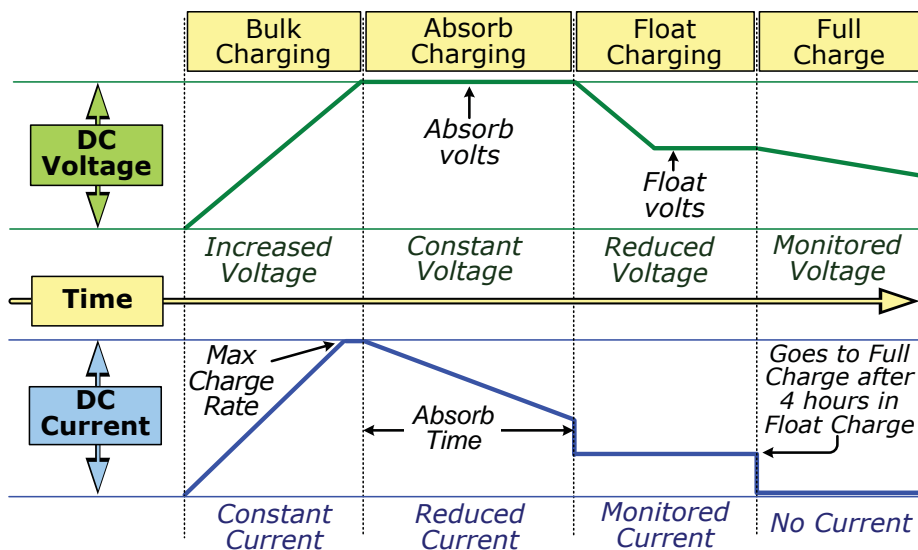 Bulk
Charging
Absorb
Charging
Float
Charging
Full
Charge
DC
Voltage
Absorb
volts
Float
volts
Increased
Voltage
Constant
Voltage
Reduced
Voltage
Monitored
Voltage
Time
DC
Current
Max
Charge
Rate
Absorb
Time
Goes to Full
Charge after
4 hours in
Float Charge
Constant
Current
Reduced
Current
Monitored
Current
No Current